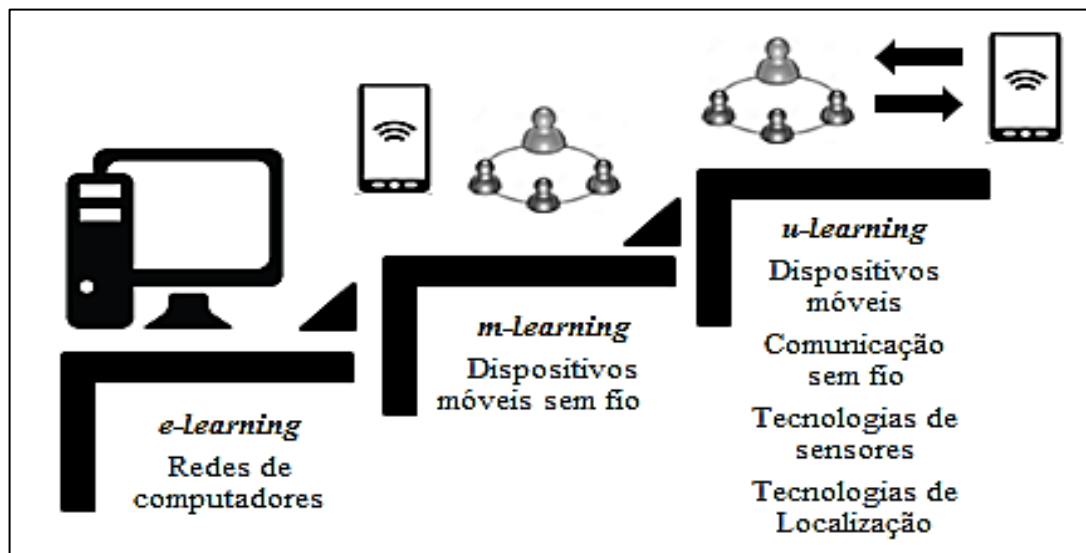 e-learning
Redes de
computadores
m-learning
Dispositivos
móveis sem fio
u-learning
Dispositivos
móveis
Comunicação
sem fio
Tecnologias de
sensores
Tecnologias de
Localização